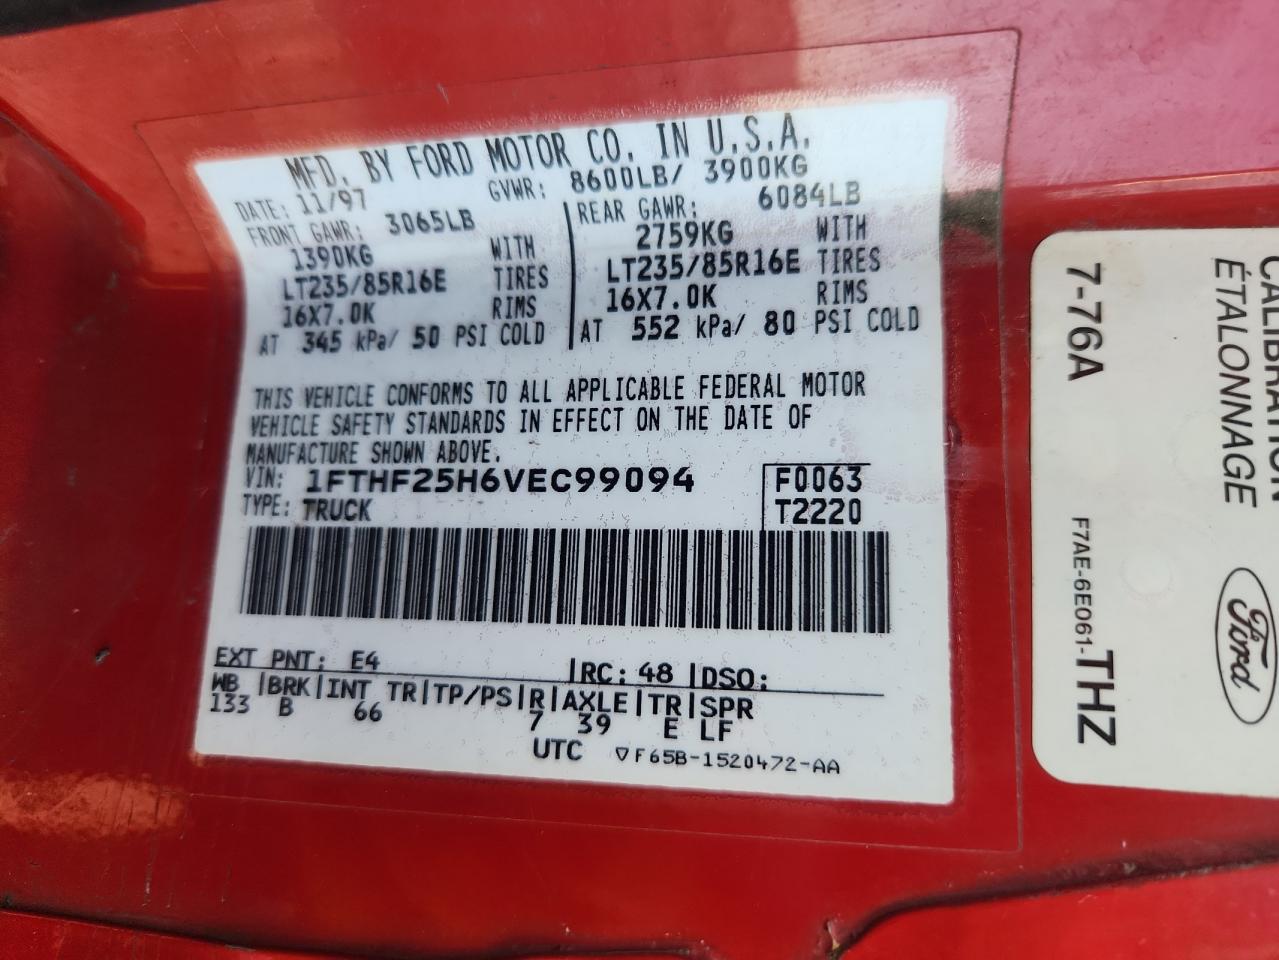 MFD. BY FORD MOTOR CO. IN U.S.A.
DATE: 11/97 GVWR: 8600LB/ 3900KG
FRONT GAWR: 3065LB REAR GAWR: 6084LB
1390KG WITH 2759KG WITH
LT235/85R16E TIRES LT235/85R16E TIRES
16X7.0K RIMS 16X7.0K RIMS
AT 345 kPa/ 50 PSI COLD AT 552 kPa/ 80 PSI COLD
THIS VEHICLE CONFORMS TO ALL APPLICABLE FEDERAL MOTOR
VEHICLE SAFETY STANDARDS IN EFFECT ON THE DATE OF
MANUFACTURE SHOWN ABOVE.
VIN: 1FTHF25H6VEC99094 F0063
TYPE: TRUCK T2220
EXT PNT: E4 |RC: 48 |DSO:
WB |BRK|INT TR|TP/PS|R|AXLE|TR|SPR
133 B 66 7 39 E LF
UTC ▽F65B-1520472-AA
CALIBRATION
ÉTALONNAGE
7-76A
Ford
F7AE-6E061-THZ